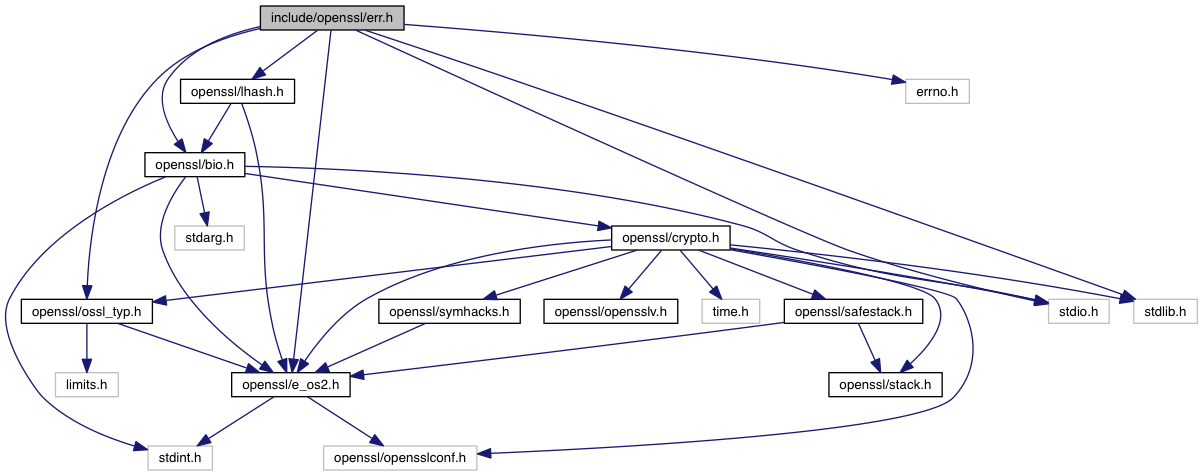 include/openssl/err.h
openssl/lhash.h
errno.h
openssl/bio.h
stdarg.h
openssl/crypto.h
openssl/ossl_typ.h
openssl/symhacks.h
openssl/opensslv.h
time.h
openssl/safestack.h
stdio.h
stdlib.h
limits.h
openssl/e_os2.h
openssl/stack.h
stdint.h
openssl/opensslconf.h